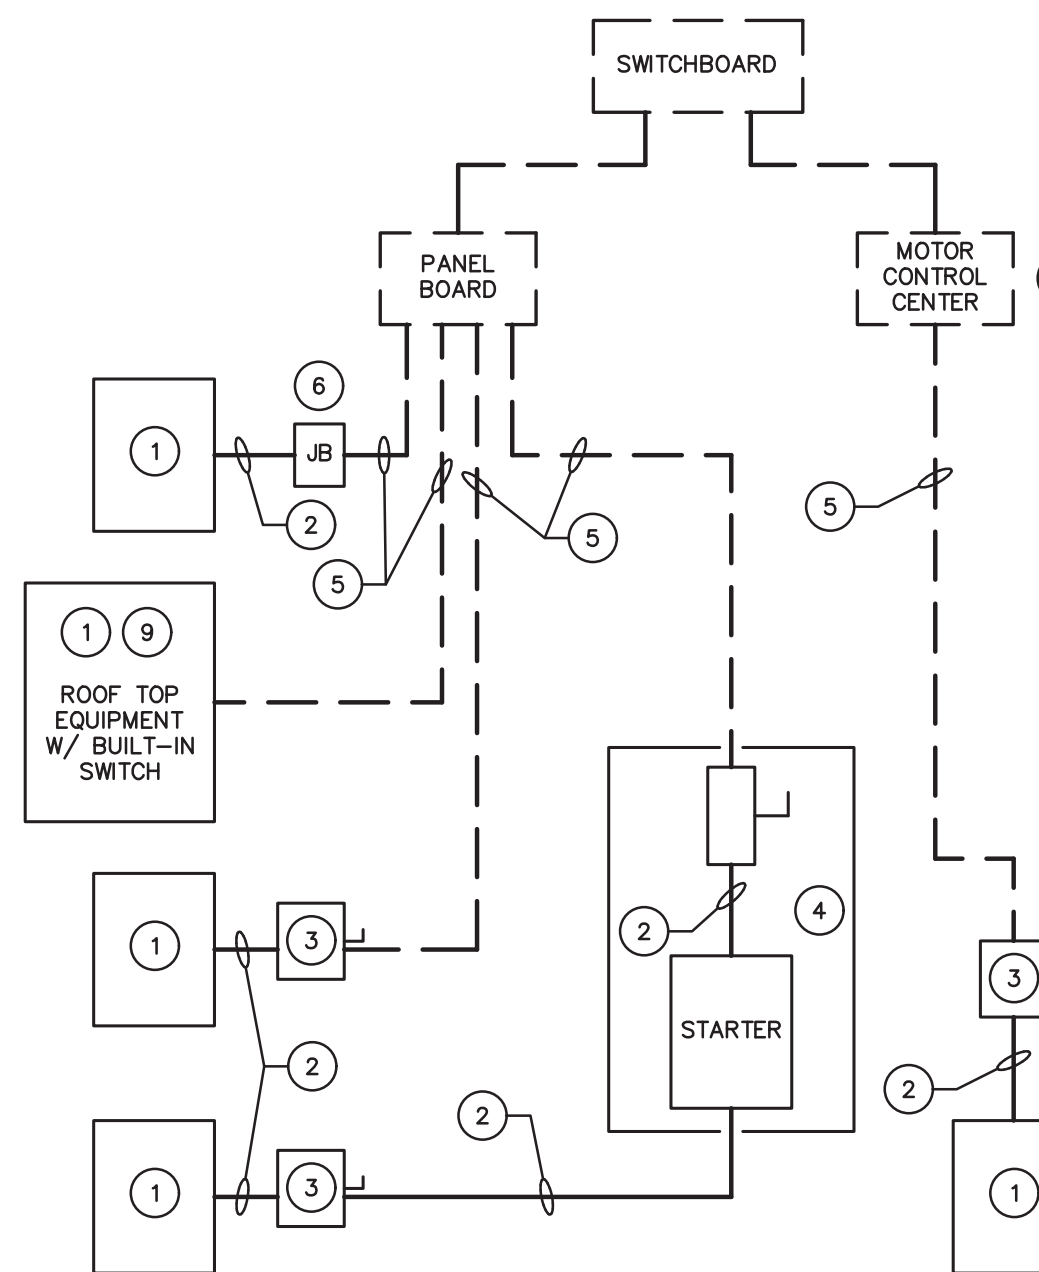 SWITCHBOARD
PANEL
BOARD
MOTOR
CONTROL
CENTER
6
1
JB
2
5
5
5
1 9
ROOF TOP
EQUIPMENT
W/ BUILT-IN
SWITCH
4
2
1
3
3
STARTER
2
2
2
1
3
1